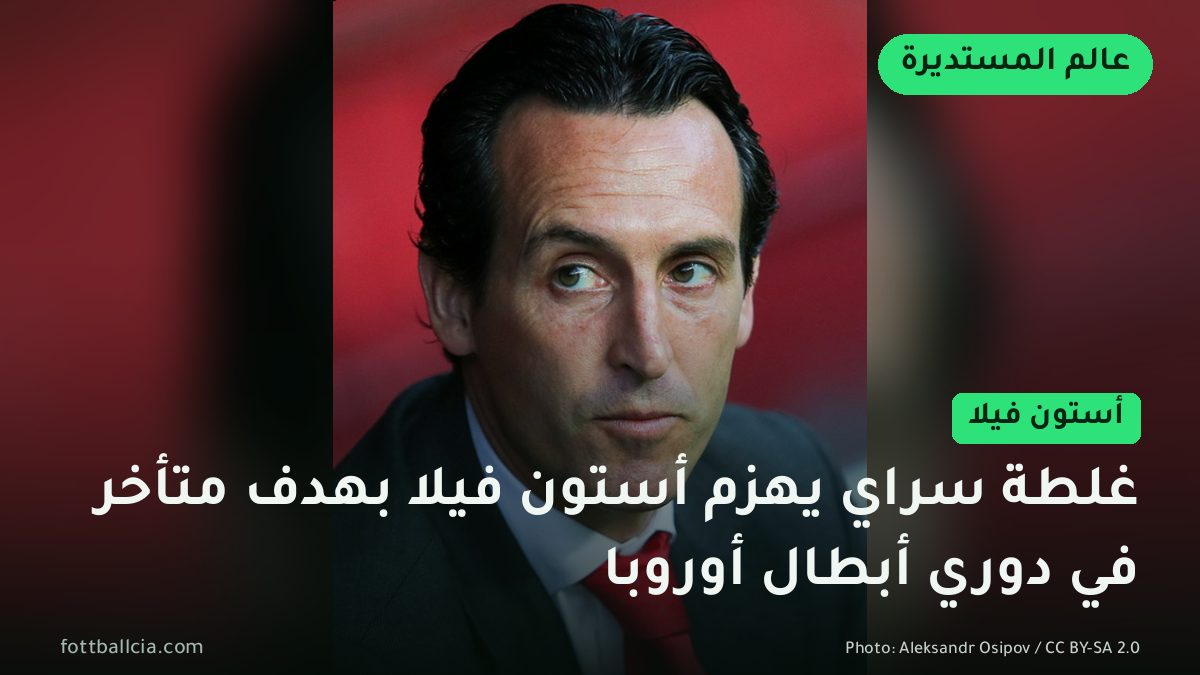 عالم المستديرة
أستون فيلا
غلطة سراي يهزم أستون فيلا بهدف متأخر
في دوري أبطال أوروبا
fottballcia.com
Photo: Aleksandr Osipov / CC BY-SA 2.0